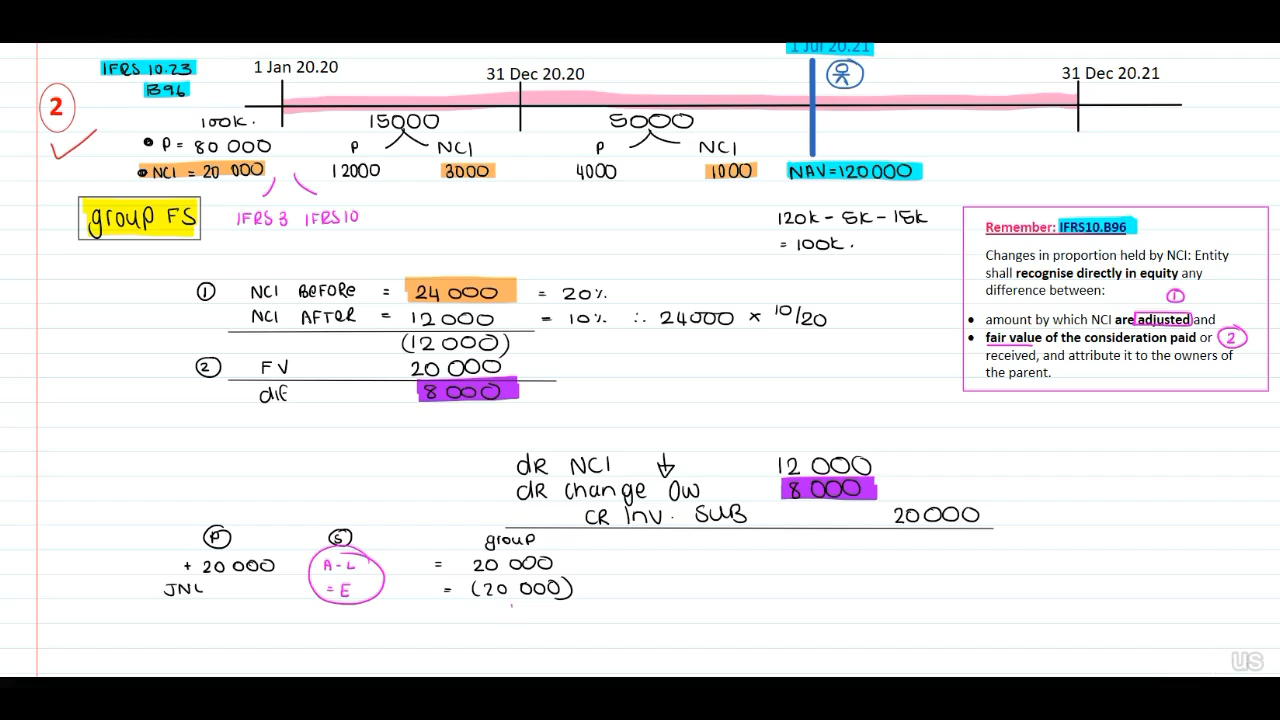 1 Jul 20.21
IFRS 10.23
B96
1 Jan 20.20
31 Dec 20.20
31 Dec 20.21
2
100k.
15000
5000
• P = 80 000
P NCI
P NCI
• NCI = 20 000
12000 3000
4000 1000
NAV = 120000
group FS
IFRS 3 IFRS10
120k - 5k - 15k
= 100k.
Remember: IFRS10.B96
Changes in proportion held by NCI: Entity
shall recognise directly in equity any
difference between:
1
• amount by which NCI are adjusted and
• fair value of the consideration paid or 2
received, and attribute it to the owners of
the parent.
1 NCI BEFORE = 24 000 = 20%
NCI AFTER = 12 000 = 10% ∴ 24000 × 10/20
(12 000)
2 FV 20 000
diE 8 000
dR NCI ↓ 12 000
dR change Ow 8 000
CR Inv. SUB 20000
P S group
+ 20 000 A - L = 20 000
JNL = E = (20 000)
us